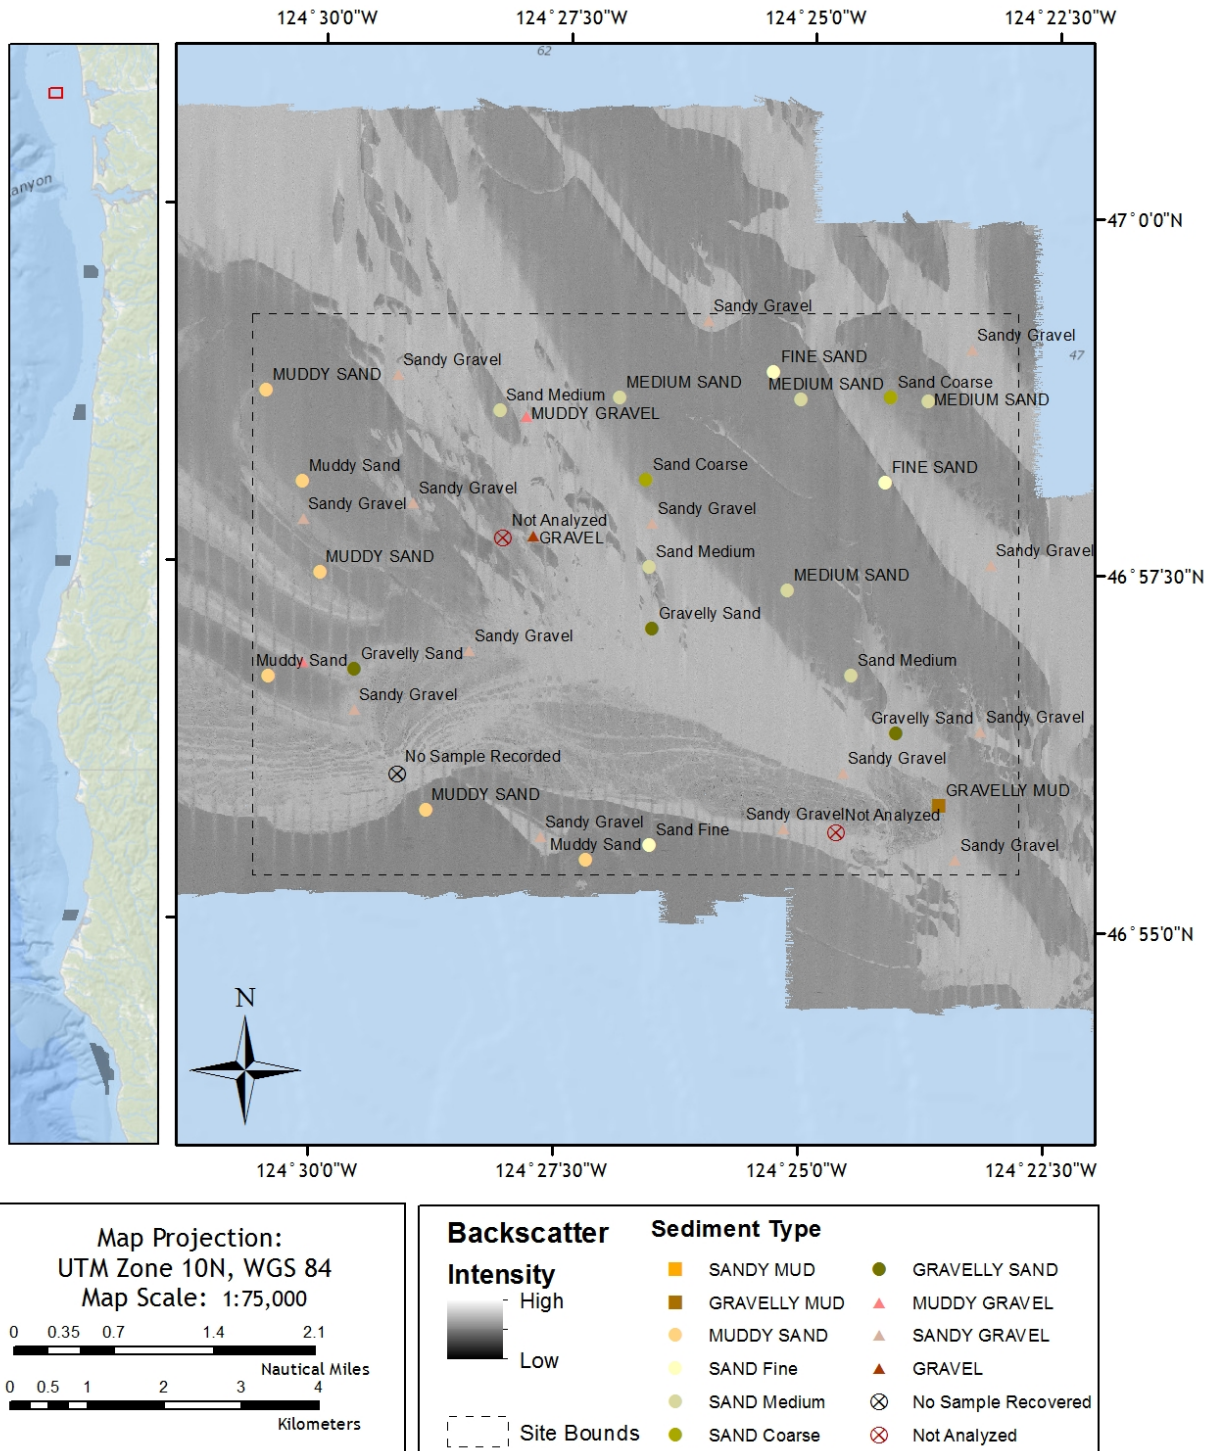 124°30'0"W
124°27'30"W
124°25'0"W
124°22'30"W
62
anyon
47°0'0"N
Sandy Gravel
Sandy Gravel
47
FINE SAND
Sandy Gravel
MUDDY SAND
MEDIUM SAND
MEDIUM SAND
Sand Coarse
Sand Medium
MEDIUM SAND
MUDDY GRAVEL
Muddy Sand
Sand Coarse
FINE SAND
Sandy Gravel
Sandy Gravel
Sandy Gravel
Not Analyzed
GRAVEL
Sand Medium
Sandy Gravel
MUDDY SAND
MEDIUM SAND
46°57'30"N
Gravelly Sand
Sandy Gravel
Muddy Sand
Gravelly Sand
Sand Medium
Sandy Gravel
Gravelly Sand
Sandy Gravel
No Sample Recorded
Sandy Gravel
MUDDY SAND
GRAVELLY MUD
Sandy Gravel
Sand Fine
Sandy Gravel
Not Analyzed
Muddy Sand
Sandy Gravel
46°55'0"N
N
124°30'0"W
124°27'30"W
124°25'0"W
124°22'30"W
Map Projection:
UTM Zone 10N, WGS 84
Map Scale: 1:75,000
0 0.35 0.7 1.4 2.1
Nautical Miles
0 0.5 1 2 3 4
Kilometers
Backscatter
Intensity
High
Low
Site Bounds
Sediment Type
SANDY MUD
GRAVELLY MUD
MUDDY SAND
SAND Fine
SAND Medium
SAND Coarse
GRAVELLY SAND
MUDDY GRAVEL
SANDY GRAVEL
GRAVEL
No Sample Recovered
Not Analyzed